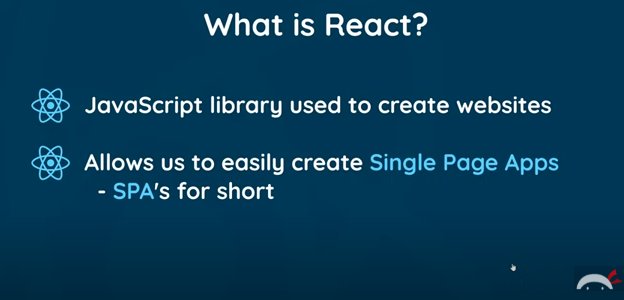 What is React?
JavaScript library used to create websites
Allows us to easily create Single Page Apps
- SPA's for short